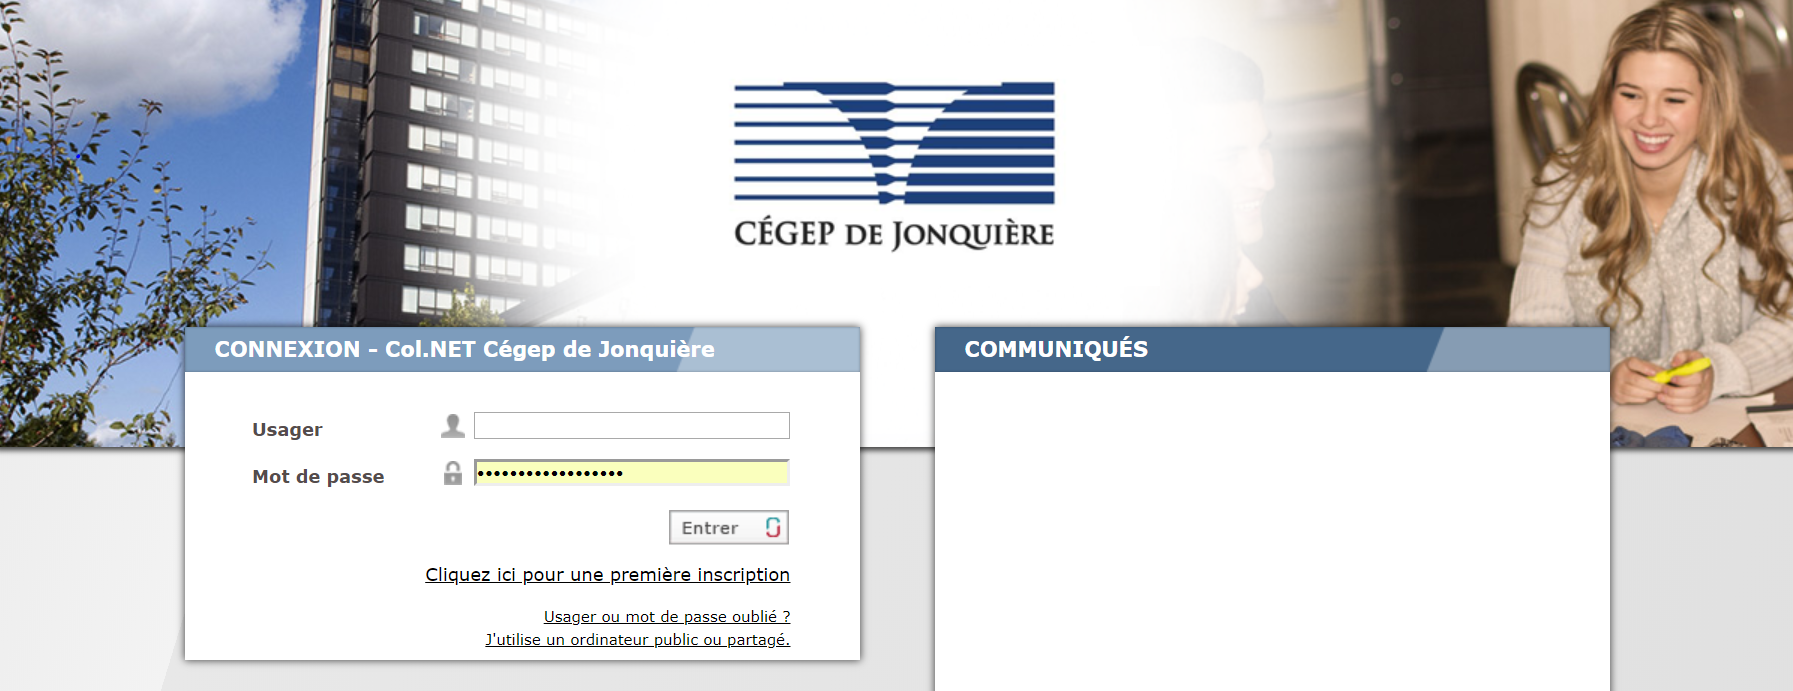 CÉGEP DE JONQUIÈRE
CONNEXION - Col.NET Cégep de Jonquière
Usager
Mot de passe
••••••••••••••••••
Entrer
Cliquez ici pour une première inscription
Usager ou mot de passe oublié ?
J'utilise un ordinateur public ou partagé.
COMMUNIQUÉS